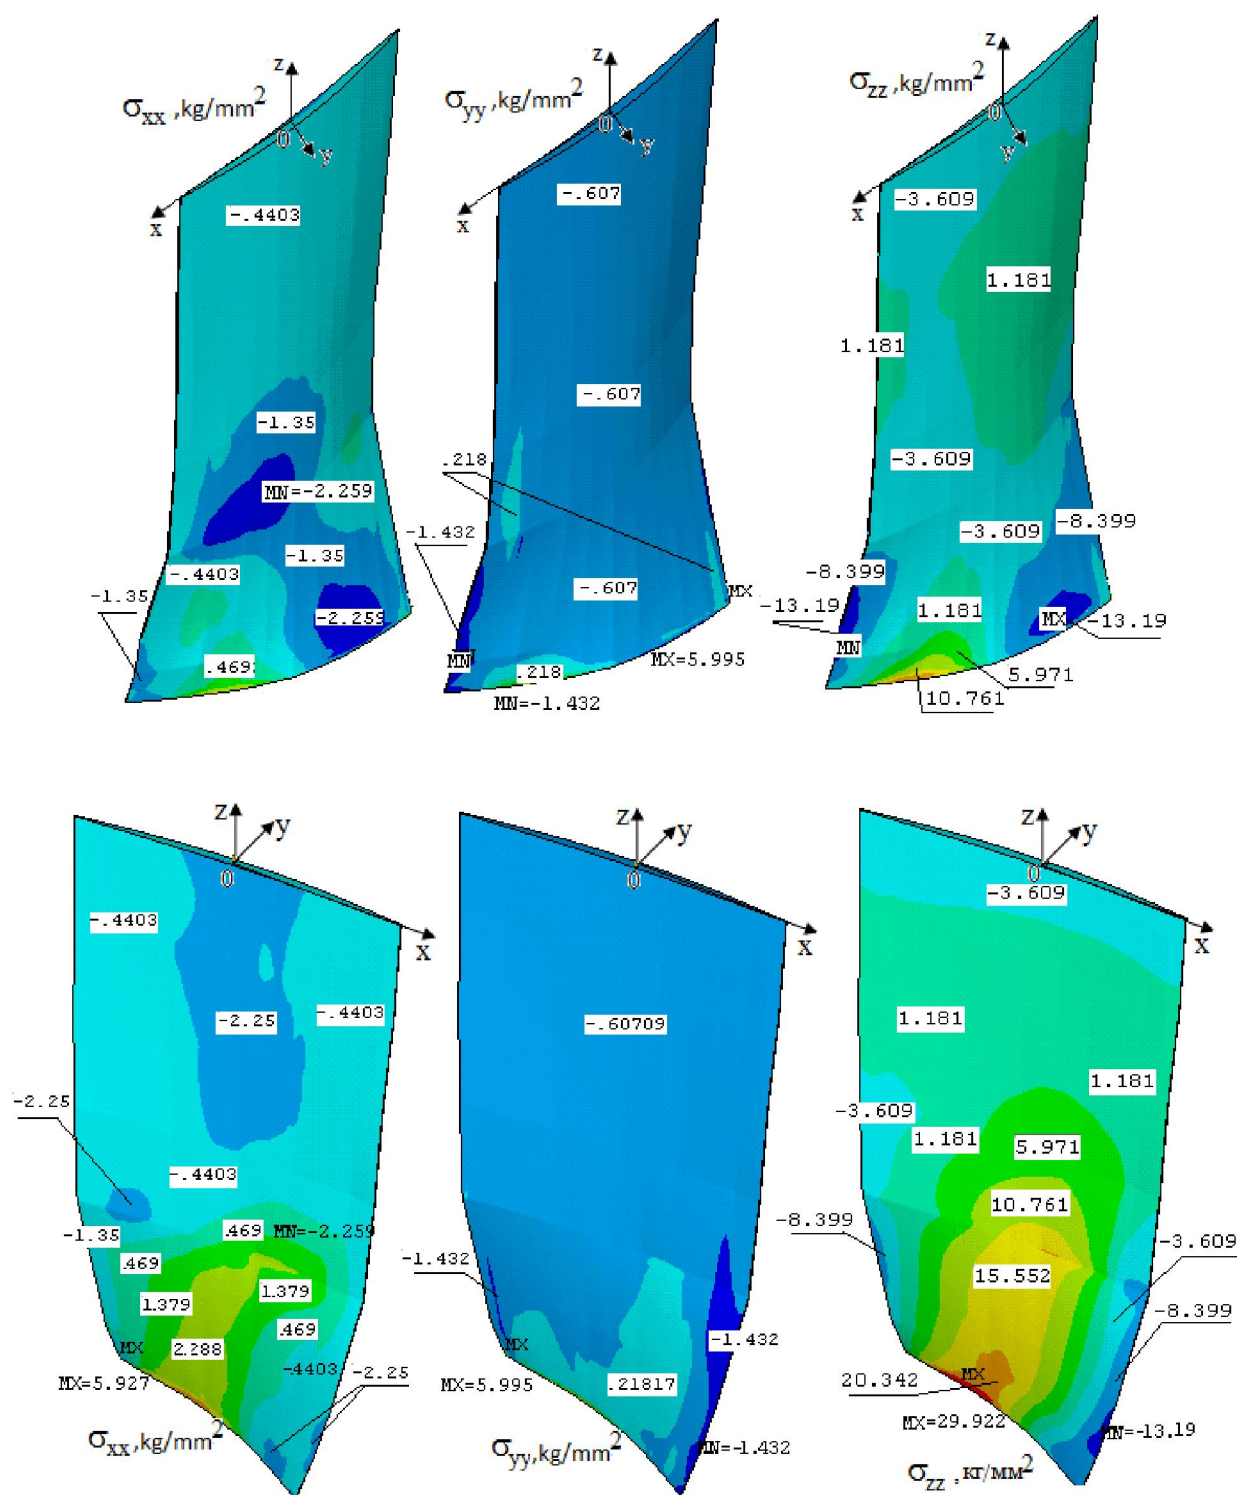 z
σxx ,kg/mm²
0
y
x
-.4403
-1.35
MN=-2.259
-1.35
-.4403
-1.35
-2.259
.469
z
σyy ,kg/mm²
0
y
x
-.607
-.607
.218
-1.432
-.607
MX
MN
.218
MX=5.995
MN=-1.432
z
σzz ,kg/mm²
0
y
x
-3.609
1.181
1.181
-3.609
-3.609
-8.399
-8.399
-13.19
1.181
MX
-13.19
MN
5.971
10.761
z
y
0
x
-.4403
-2.25
-.4403
-2.25
-.4403
-1.35
.469
MN=-2.259
.469
1.379
1.379
.469
MX
2.288
-.4403
-2.25
MX=5.927
σxx ,kg/mm²
z
y
0
x
-.60709
-1.432
-1.432
MX
MX=5.995
.21817
MN=-1.432
σyy,kg/mm²
z
y
0
-3.609
x
1.181
1.181
-3.609
1.181
5.971
10.761
-8.399
-3.609
15.552
-8.399
MX
20.342
MX=29.922
MN=-13.19
σzz ,кг/мм²